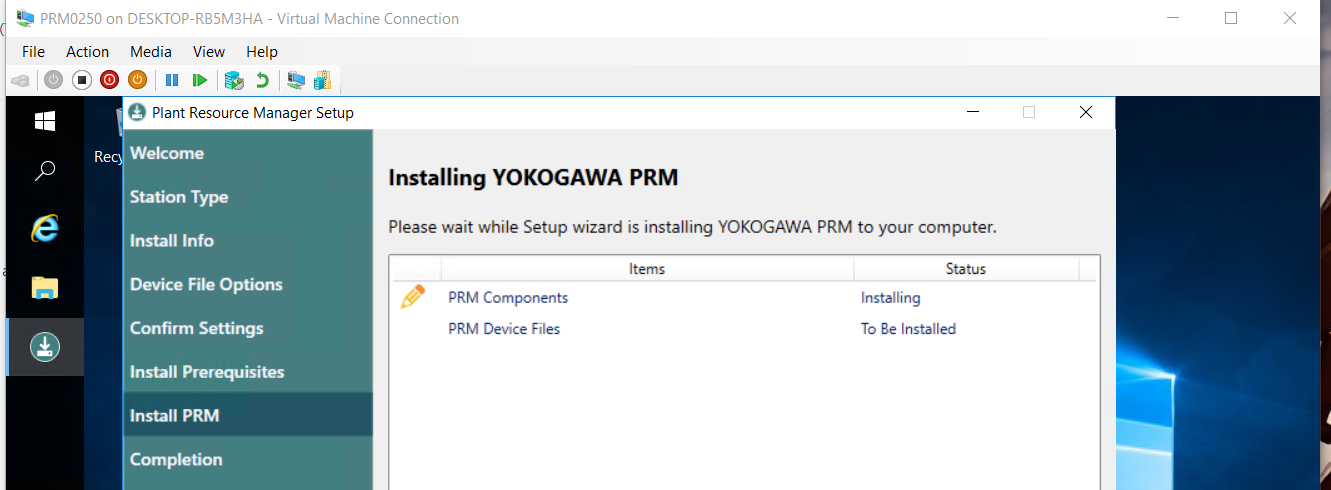 PRM0250 on DESKTOP-RB5M3HA - Virtual Machine Connection
File Action Media View Help
Plant Resource Manager Setup
Recy
Welcome
Station Type
Install Info
Device File Options
Confirm Settings
Install Prerequisites
Install PRM
Completion
Installing YOKOGAWA PRM
Please wait while Setup wizard is installing YOKOGAWA PRM to your computer.
Items Status
PRM Components Installing
PRM Device Files To Be Installed